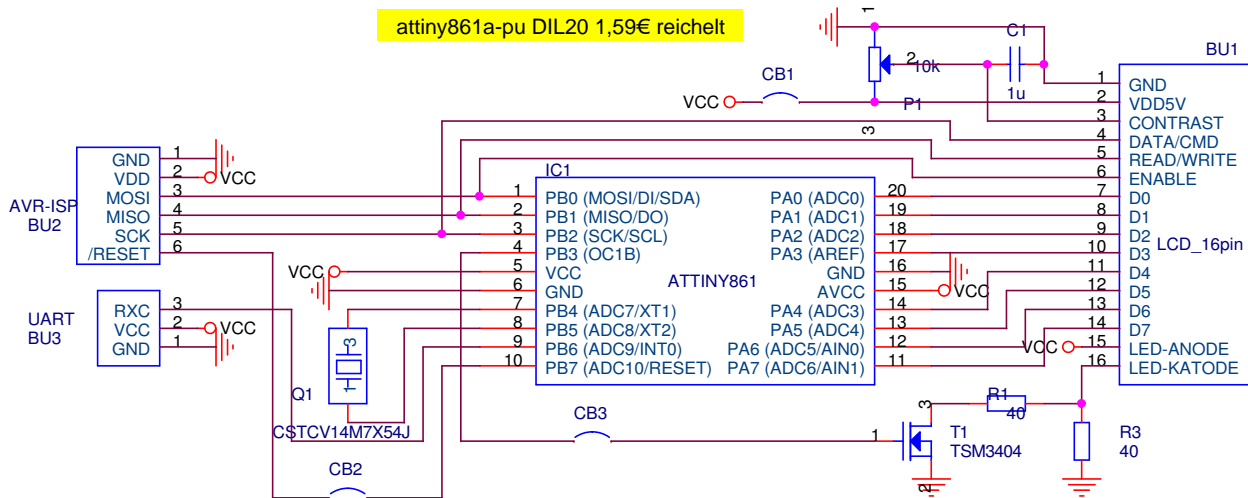 attiny861a-pu DIL20 1,59€ reichelt
1
C1
BU1
2
10k
1u
P1
3
CB1
VCC
1 GND
2 VDD5V
3 CONTRAST
4 DATA/CMD
5 READ/WRITE
6 ENABLE
7 D0
8 D1
9 D2
10 D3
11 D4
12 D5
13 D6
14 D7
15 LED-ANODE
16 LED-KATODE
LCD_16pin
VCC
AVR-ISP
BU2
GND 1
VDD 2
MOSI 3
MISO 4
SCK 5
/RESET 6
VCC
UART
BU3
RXC 3
VCC 2
GND 1
VCC
IC1
ATTINY861
1 PB0 (MOSI/DI/SDA)
2 PB1 (MISO/DO)
3 PB2 (SCK/SCL)
4 PB3 (OC1B)
5 VCC
6 GND
7 PB4 (ADC7/XT1)
8 PB5 (ADC8/XT2)
9 PB6 (ADC9/INT0)
10 PB7 (ADC10/RESET)
PA0 (ADC0) 20
PA1 (ADC1) 19
PA2 (ADC2) 18
PA3 (AREF) 17
GND 16
AVCC 15
PA4 (ADC3) 14
PA5 (ADC4) 13
PA6 (ADC5/AIN0) 12
PA7 (ADC6/AIN1) 11
VCC
VCC
3
1
Q1
CSTCV14M7X54J
CB2
CB3
1
3
2
T1
TSM3404
R1
40
R3
40